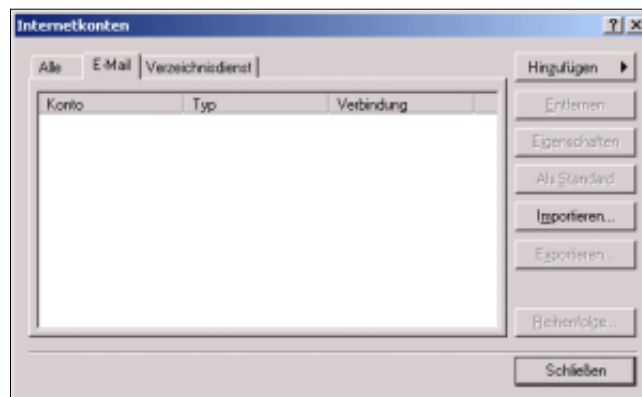 Internetkonten
Alle E-Mail Verzeichnisdienst
Konto Typ Verbindung
Hinzufügen
Entfernen
Eigenschaften
Als Standard
Importieren...
Exportieren...
Reihenfolge...
Schließen